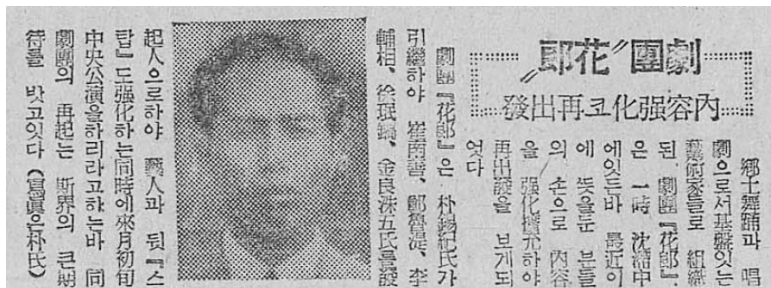 劇團“花郞”
內容强化코再出發
鄕土舞踊과 唱
劇으로서基盤잇는
藝術家들로 組織
된 劇團『花郞』
은 一時 沈滯中
에잇든바 最近이
에 뜻을둔 분들
의 손으로 內容
을 强化擴充하야
再出發을 보게되
엿다
劇團『花郞』은 朴錫紀氏가
引繼하야 崔南善、鄭魯湜、李
輔相、徐珉鎬、金良洙五氏를發
起人으로하야 職人과 및『스
탑』도强化하는同時에來月初旬
中央公演을하리라고하는바 同
劇團의 再起는 斯界의 큰期
待를 밧고잇다 (寫眞은朴氏)